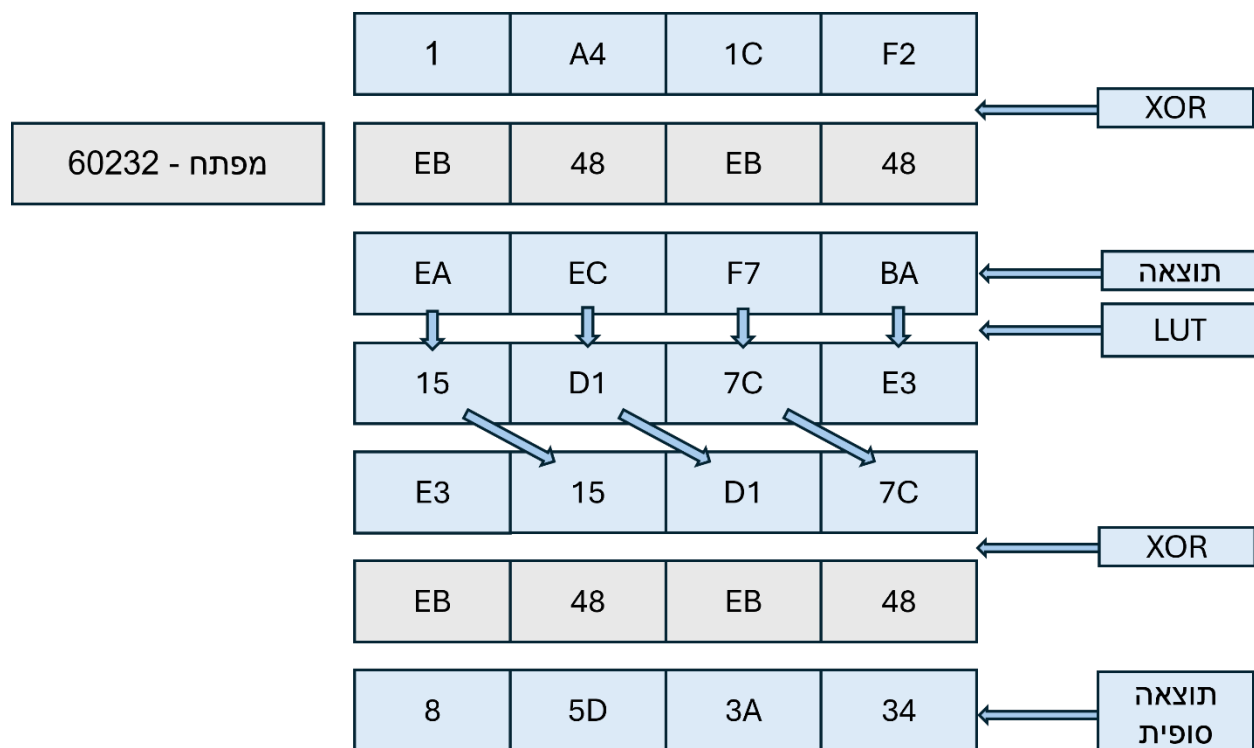 1 A4 1C F2
XOR
מפתח - 60232
EB 48 EB 48
EA EC F7 BA
תוצאה
LUT
15 D1 7C E3
E3 15 D1 7C
XOR
EB 48 EB 48
8 5D 3A 34
תוצאה
סופית